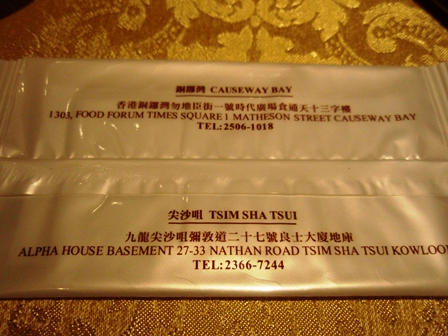 銅鑼灣 CAUSEWAY BAY
香港銅鑼灣勿地臣街一號時代廣場食通天十三字樓
1303, FOOD FORUM TIMES SQUARE 1 MATHESON STREET CAUSEWAY BAY
TEL:2506-1018
尖沙咀 TSIM SHA TSUI
九龍尖沙咀彌敦道二十七號良士大廈地庫
ALPHA HOUSE BASEMENT 27-33 NATHAN ROAD TSIM SHA TSUI KOWLOO
TEL:2366-7244